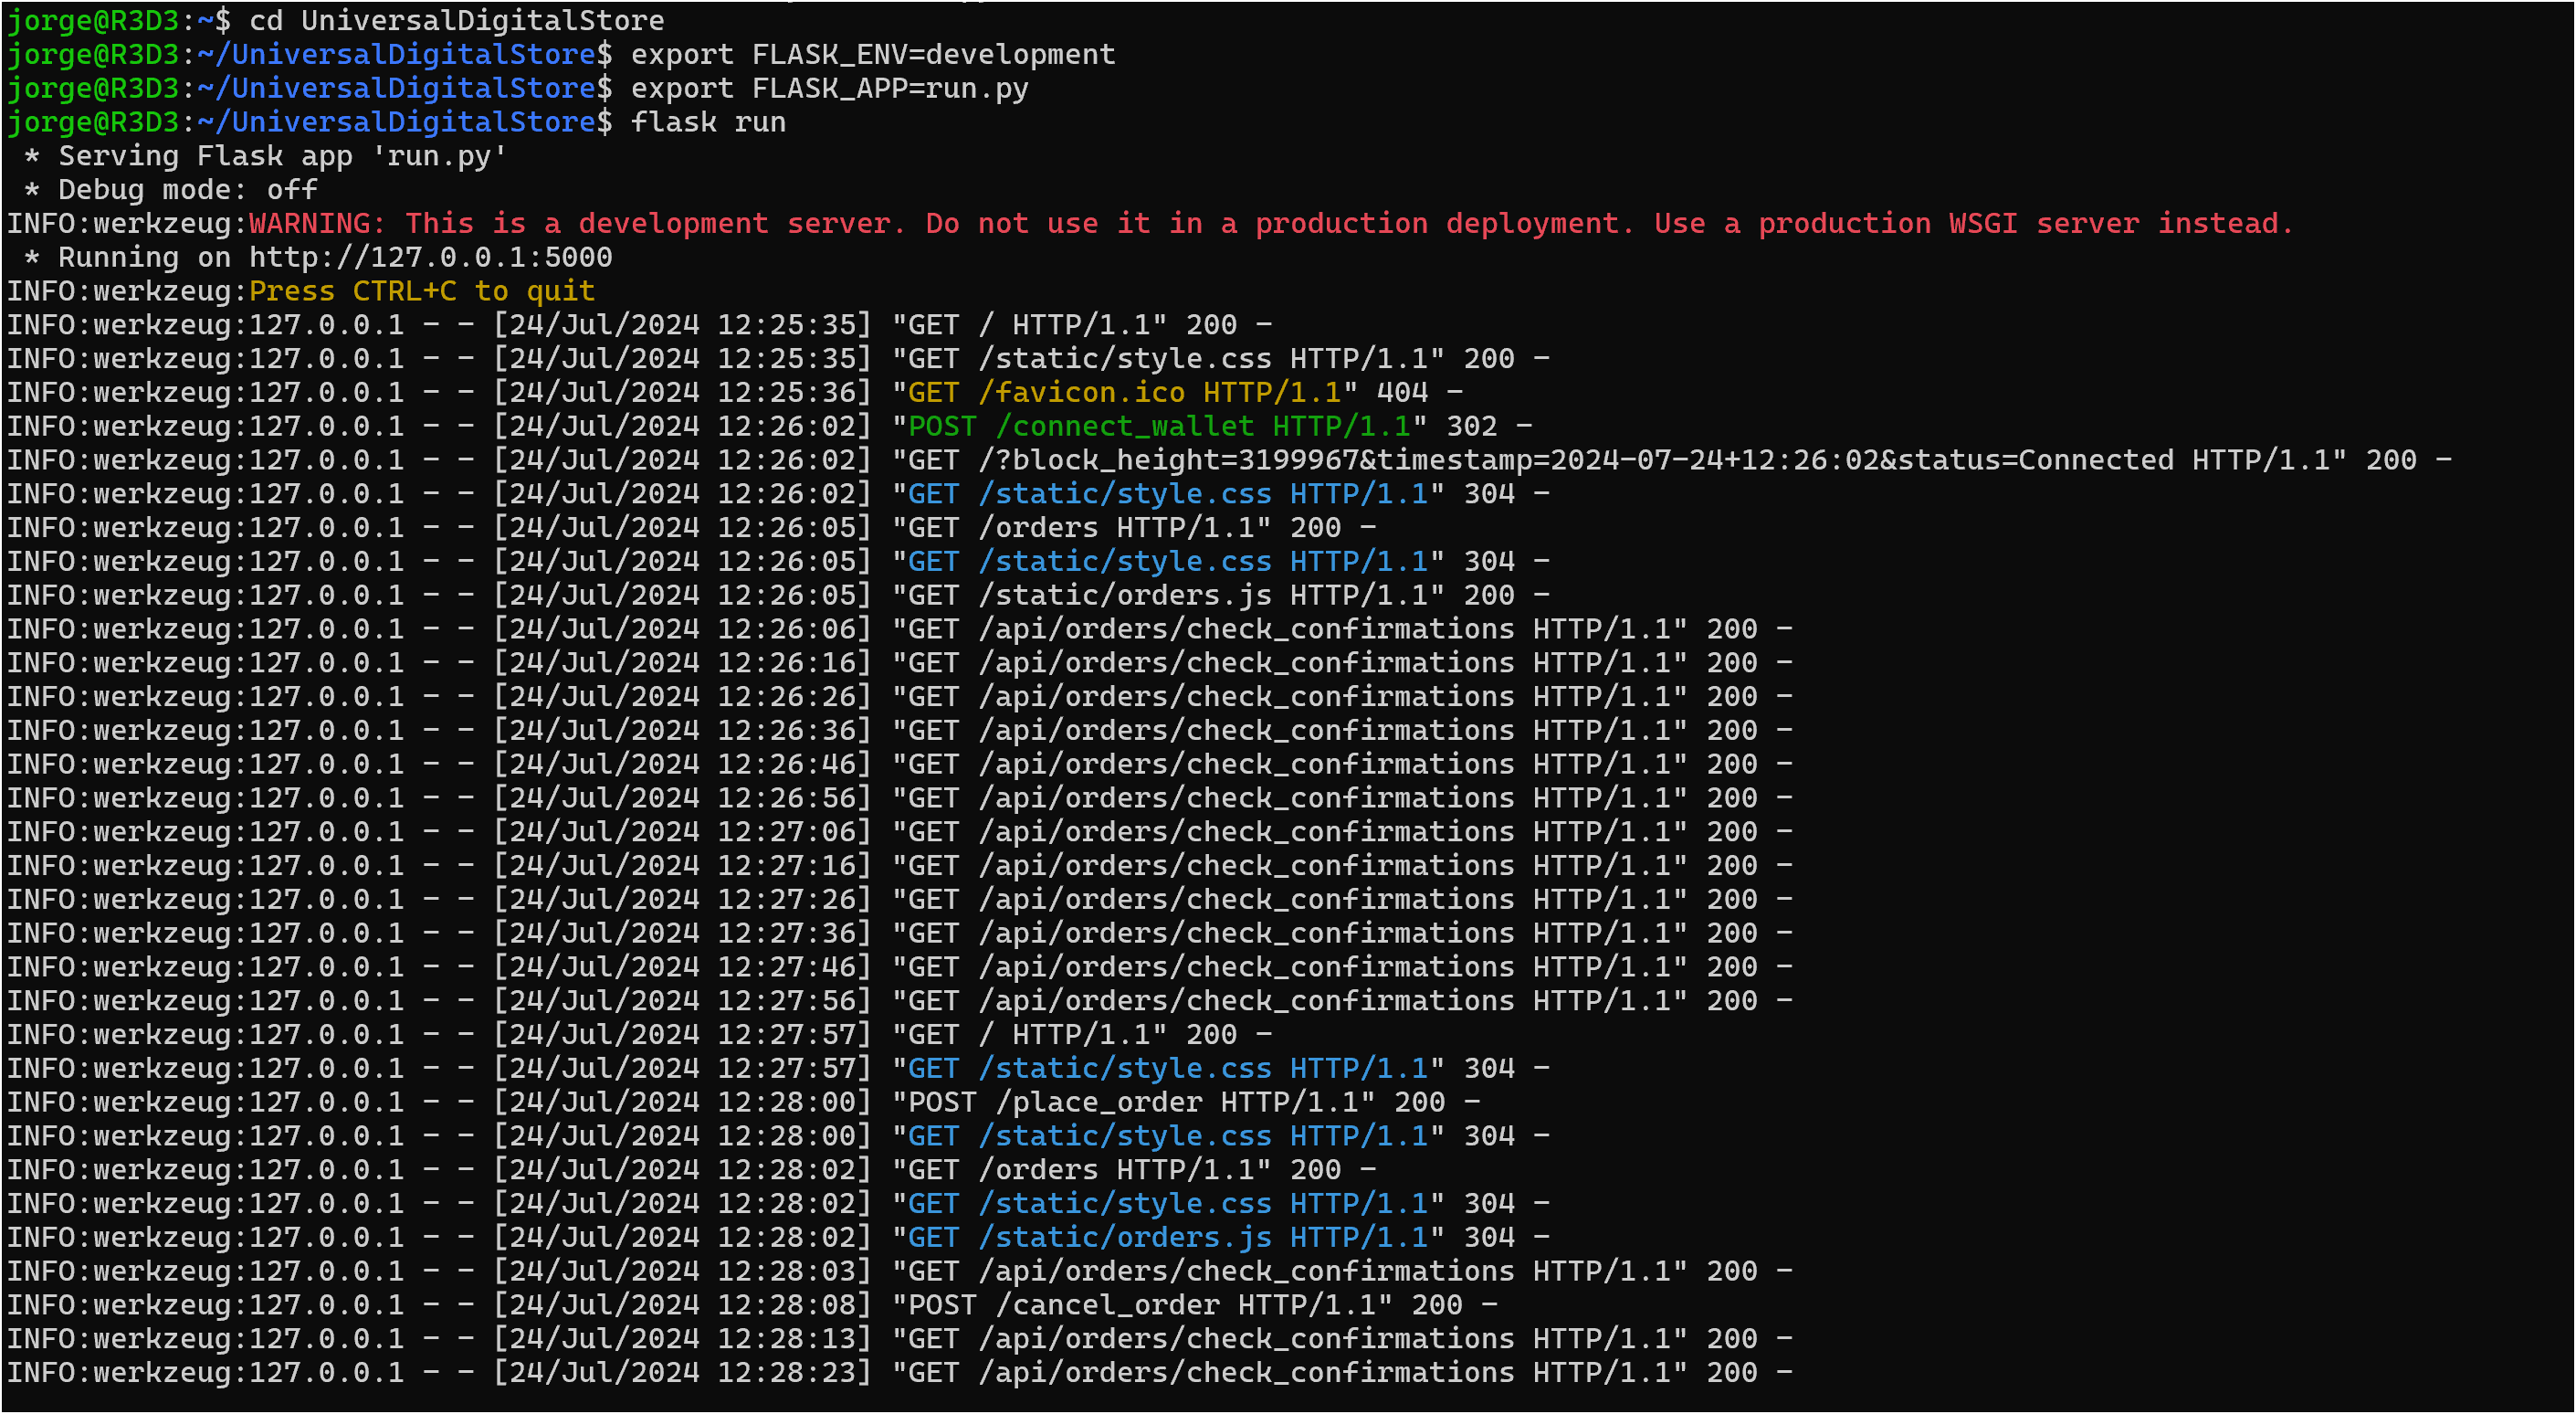 jorge@R3D3:~$ cd UniversalDigitalStore
jorge@R3D3:~/UniversalDigitalStore$ export FLASK_ENV=development
jorge@R3D3:~/UniversalDigitalStore$ export FLASK_APP=run.py
jorge@R3D3:~/UniversalDigitalStore$ flask run
 * Serving Flask app 'run.py'
 * Debug mode: off
INFO:werkzeug:WARNING: This is a development server. Do not use it in a production deployment. Use a production WSGI server instead.
 * Running on http://127.0.0.1:5000
INFO:werkzeug:Press CTRL+C to quit
INFO:werkzeug:127.0.0.1 - - [24/Jul/2024 12:25:35] "GET / HTTP/1.1" 200 -
INFO:werkzeug:127.0.0.1 - - [24/Jul/2024 12:25:35] "GET /static/style.css HTTP/1.1" 200 -
INFO:werkzeug:127.0.0.1 - - [24/Jul/2024 12:25:36] "GET /favicon.ico HTTP/1.1" 404 -
INFO:werkzeug:127.0.0.1 - - [24/Jul/2024 12:26:02] "POST /connect_wallet HTTP/1.1" 302 -
INFO:werkzeug:127.0.0.1 - - [24/Jul/2024 12:26:02] "GET /?block_height=3199967&timestamp=2024-07-24+12:26:02&status=Connected HTTP/1.1" 200 -
INFO:werkzeug:127.0.0.1 - - [24/Jul/2024 12:26:02] "GET /static/style.css HTTP/1.1" 304 -
INFO:werkzeug:127.0.0.1 - - [24/Jul/2024 12:26:05] "GET /orders HTTP/1.1" 200 -
INFO:werkzeug:127.0.0.1 - - [24/Jul/2024 12:26:05] "GET /static/style.css HTTP/1.1" 304 -
INFO:werkzeug:127.0.0.1 - - [24/Jul/2024 12:26:05] "GET /static/orders.js HTTP/1.1" 200 -
INFO:werkzeug:127.0.0.1 - - [24/Jul/2024 12:26:06] "GET /api/orders/check_confirmations HTTP/1.1" 200 -
INFO:werkzeug:127.0.0.1 - - [24/Jul/2024 12:26:16] "GET /api/orders/check_confirmations HTTP/1.1" 200 -
INFO:werkzeug:127.0.0.1 - - [24/Jul/2024 12:26:26] "GET /api/orders/check_confirmations HTTP/1.1" 200 -
INFO:werkzeug:127.0.0.1 - - [24/Jul/2024 12:26:36] "GET /api/orders/check_confirmations HTTP/1.1" 200 -
INFO:werkzeug:127.0.0.1 - - [24/Jul/2024 12:26:46] "GET /api/orders/check_confirmations HTTP/1.1" 200 -
INFO:werkzeug:127.0.0.1 - - [24/Jul/2024 12:26:56] "GET /api/orders/check_confirmations HTTP/1.1" 200 -
INFO:werkzeug:127.0.0.1 - - [24/Jul/2024 12:27:06] "GET /api/orders/check_confirmations HTTP/1.1" 200 -
INFO:werkzeug:127.0.0.1 - - [24/Jul/2024 12:27:16] "GET /api/orders/check_confirmations HTTP/1.1" 200 -
INFO:werkzeug:127.0.0.1 - - [24/Jul/2024 12:27:26] "GET /api/orders/check_confirmations HTTP/1.1" 200 -
INFO:werkzeug:127.0.0.1 - - [24/Jul/2024 12:27:36] "GET /api/orders/check_confirmations HTTP/1.1" 200 -
INFO:werkzeug:127.0.0.1 - - [24/Jul/2024 12:27:46] "GET /api/orders/check_confirmations HTTP/1.1" 200 -
INFO:werkzeug:127.0.0.1 - - [24/Jul/2024 12:27:56] "GET /api/orders/check_confirmations HTTP/1.1" 200 -
INFO:werkzeug:127.0.0.1 - - [24/Jul/2024 12:27:57] "GET / HTTP/1.1" 200 -
INFO:werkzeug:127.0.0.1 - - [24/Jul/2024 12:27:57] "GET /static/style.css HTTP/1.1" 304 -
INFO:werkzeug:127.0.0.1 - - [24/Jul/2024 12:28:00] "POST /place_order HTTP/1.1" 200 -
INFO:werkzeug:127.0.0.1 - - [24/Jul/2024 12:28:00] "GET /static/style.css HTTP/1.1" 304 -
INFO:werkzeug:127.0.0.1 - - [24/Jul/2024 12:28:02] "GET /orders HTTP/1.1" 200 -
INFO:werkzeug:127.0.0.1 - - [24/Jul/2024 12:28:02] "GET /static/style.css HTTP/1.1" 304 -
INFO:werkzeug:127.0.0.1 - - [24/Jul/2024 12:28:02] "GET /static/orders.js HTTP/1.1" 304 -
INFO:werkzeug:127.0.0.1 - - [24/Jul/2024 12:28:03] "GET /api/orders/check_confirmations HTTP/1.1" 200 -
INFO:werkzeug:127.0.0.1 - - [24/Jul/2024 12:28:08] "POST /cancel_order HTTP/1.1" 200 -
INFO:werkzeug:127.0.0.1 - - [24/Jul/2024 12:28:13] "GET /api/orders/check_confirmations HTTP/1.1" 200 -
INFO:werkzeug:127.0.0.1 - - [24/Jul/2024 12:28:23] "GET /api/orders/check_confirmations HTTP/1.1" 200 -